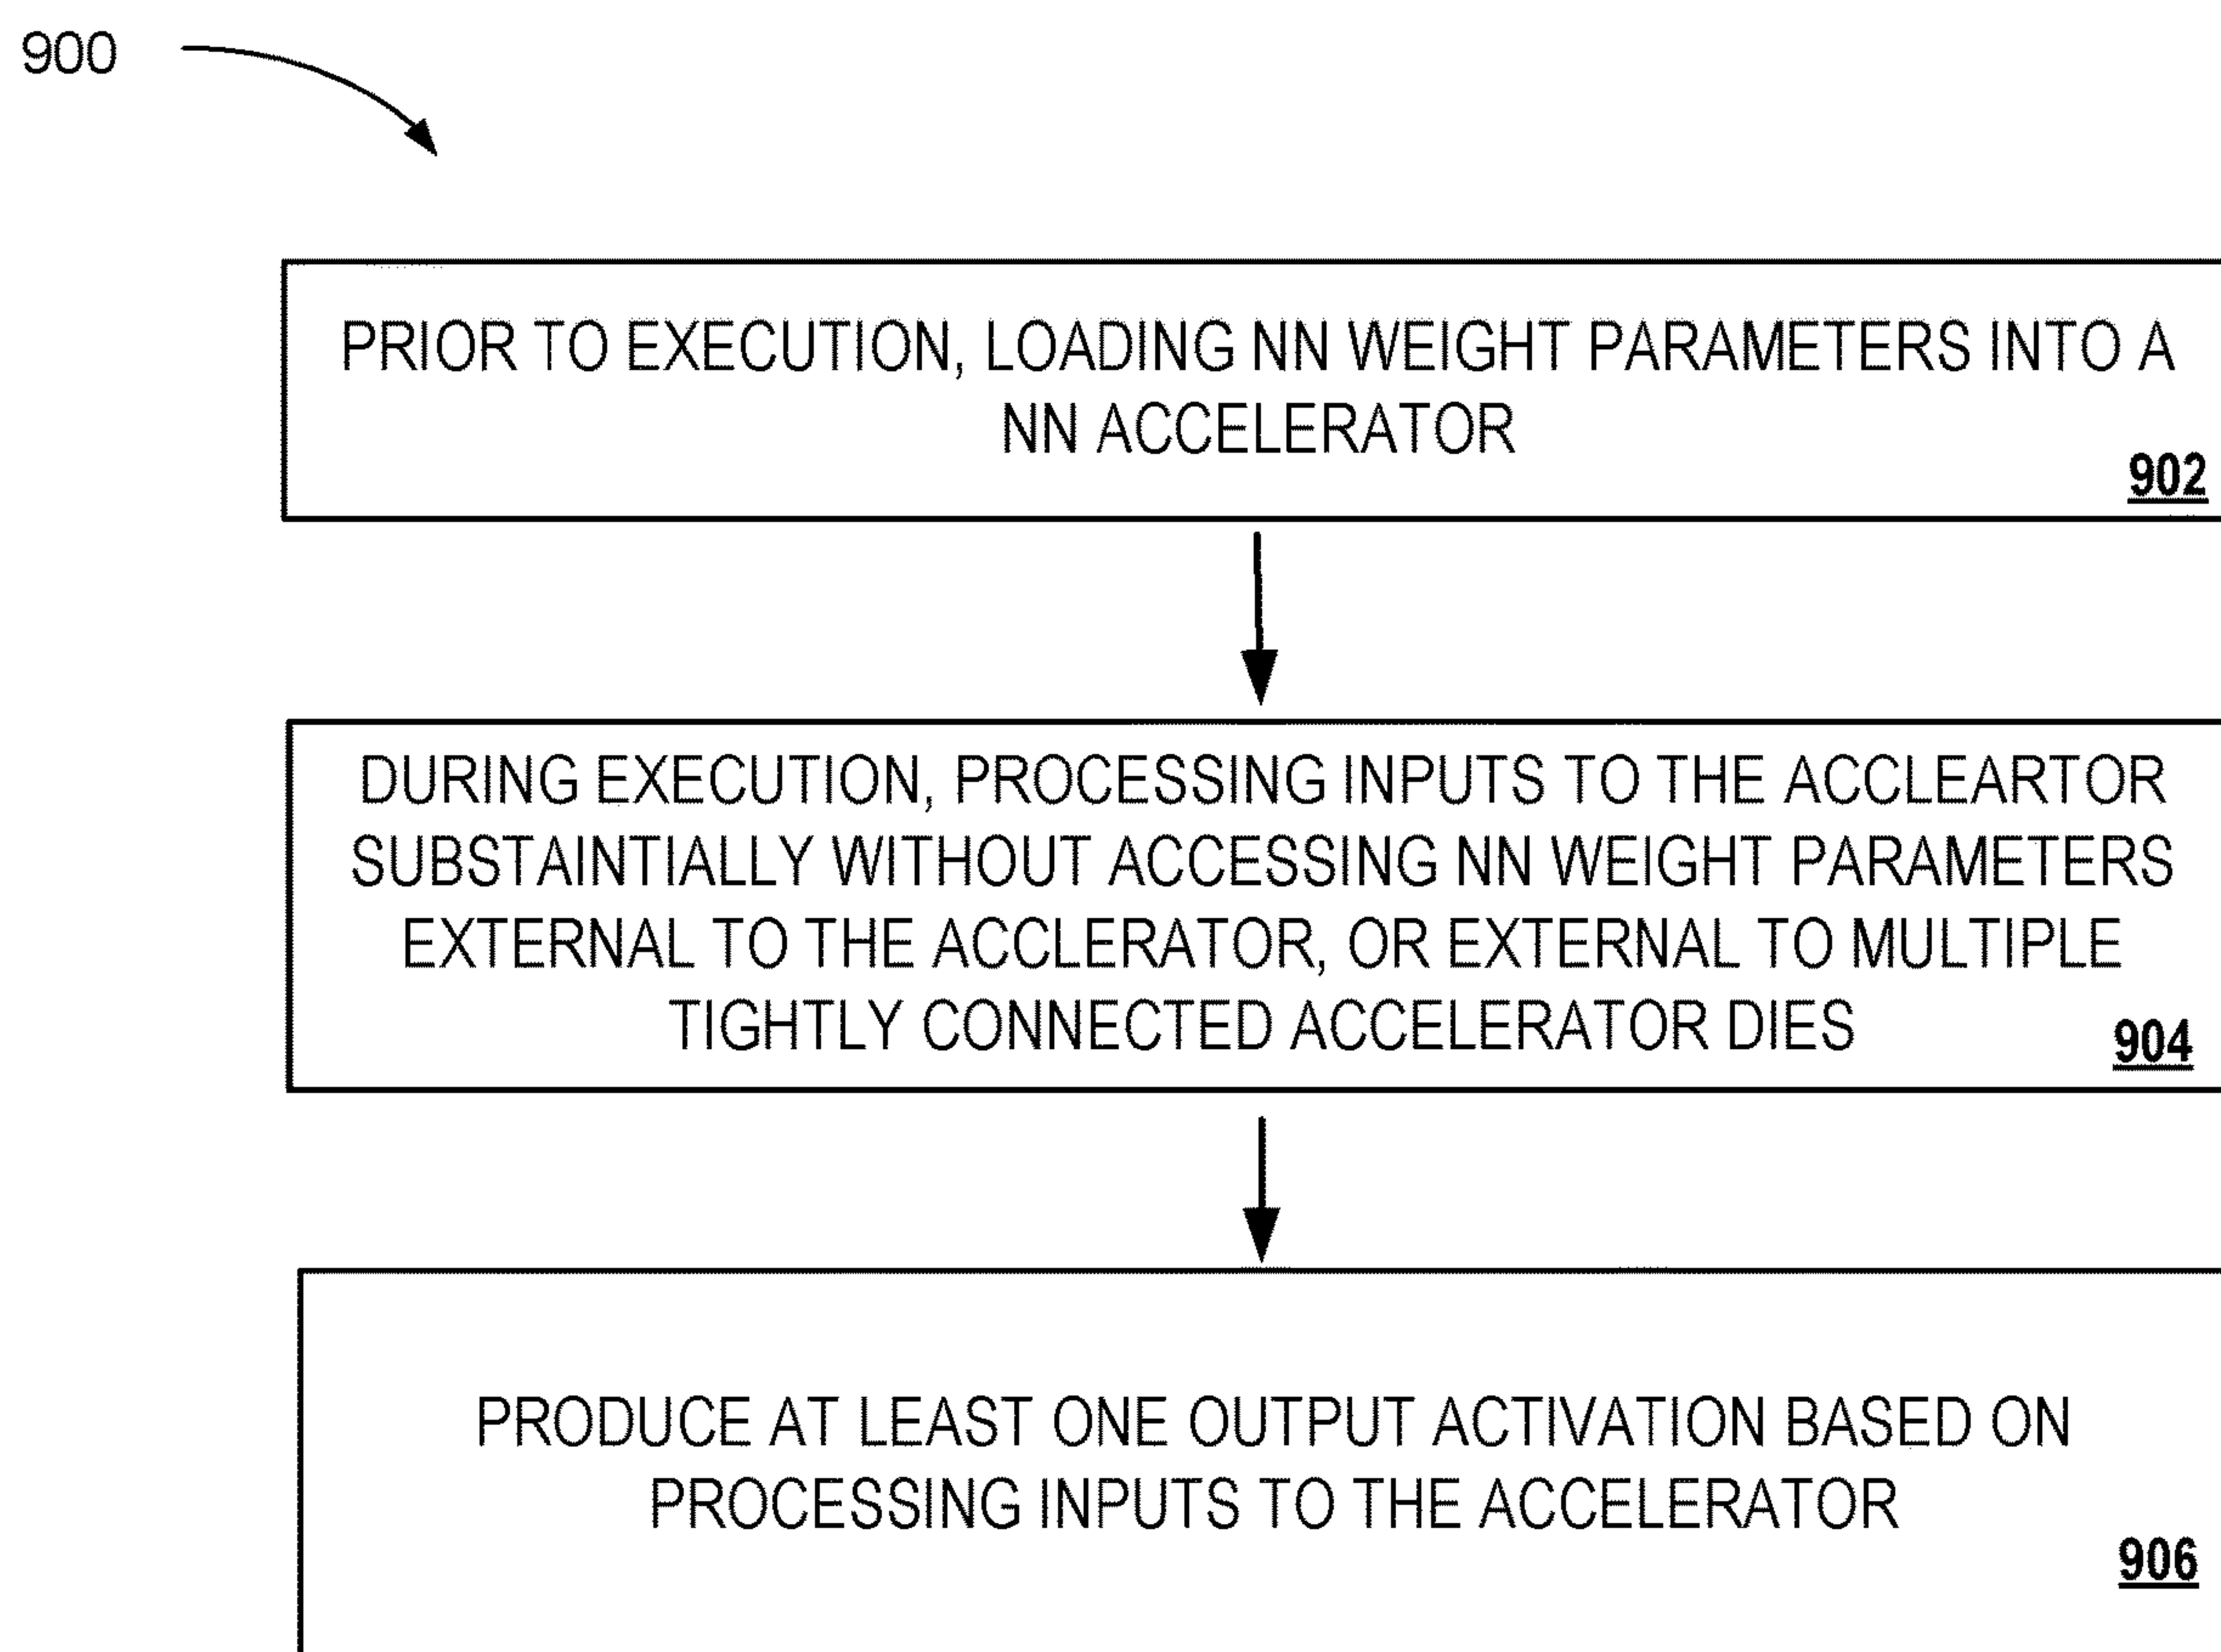 900
PRIOR TO EXECUTION, LOADING NN WEIGHT PARAMETERS INTO A
NN ACCELERATOR
902
DURING EXECUTION, PROCESSING INPUTS TO THE ACCLEARTOR
SUBSTAINTIALLY WITHOUT ACCESSING NN WEIGHT PARAMETERS
EXTERNAL TO THE ACCLERATOR, OR EXTERNAL TO MULTIPLE
TIGHTLY CONNECTED ACCELERATOR DIES
904
PRODUCE AT LEAST ONE OUTPUT ACTIVATION BASED ON
PROCESSING INPUTS TO THE ACCELERATOR
906